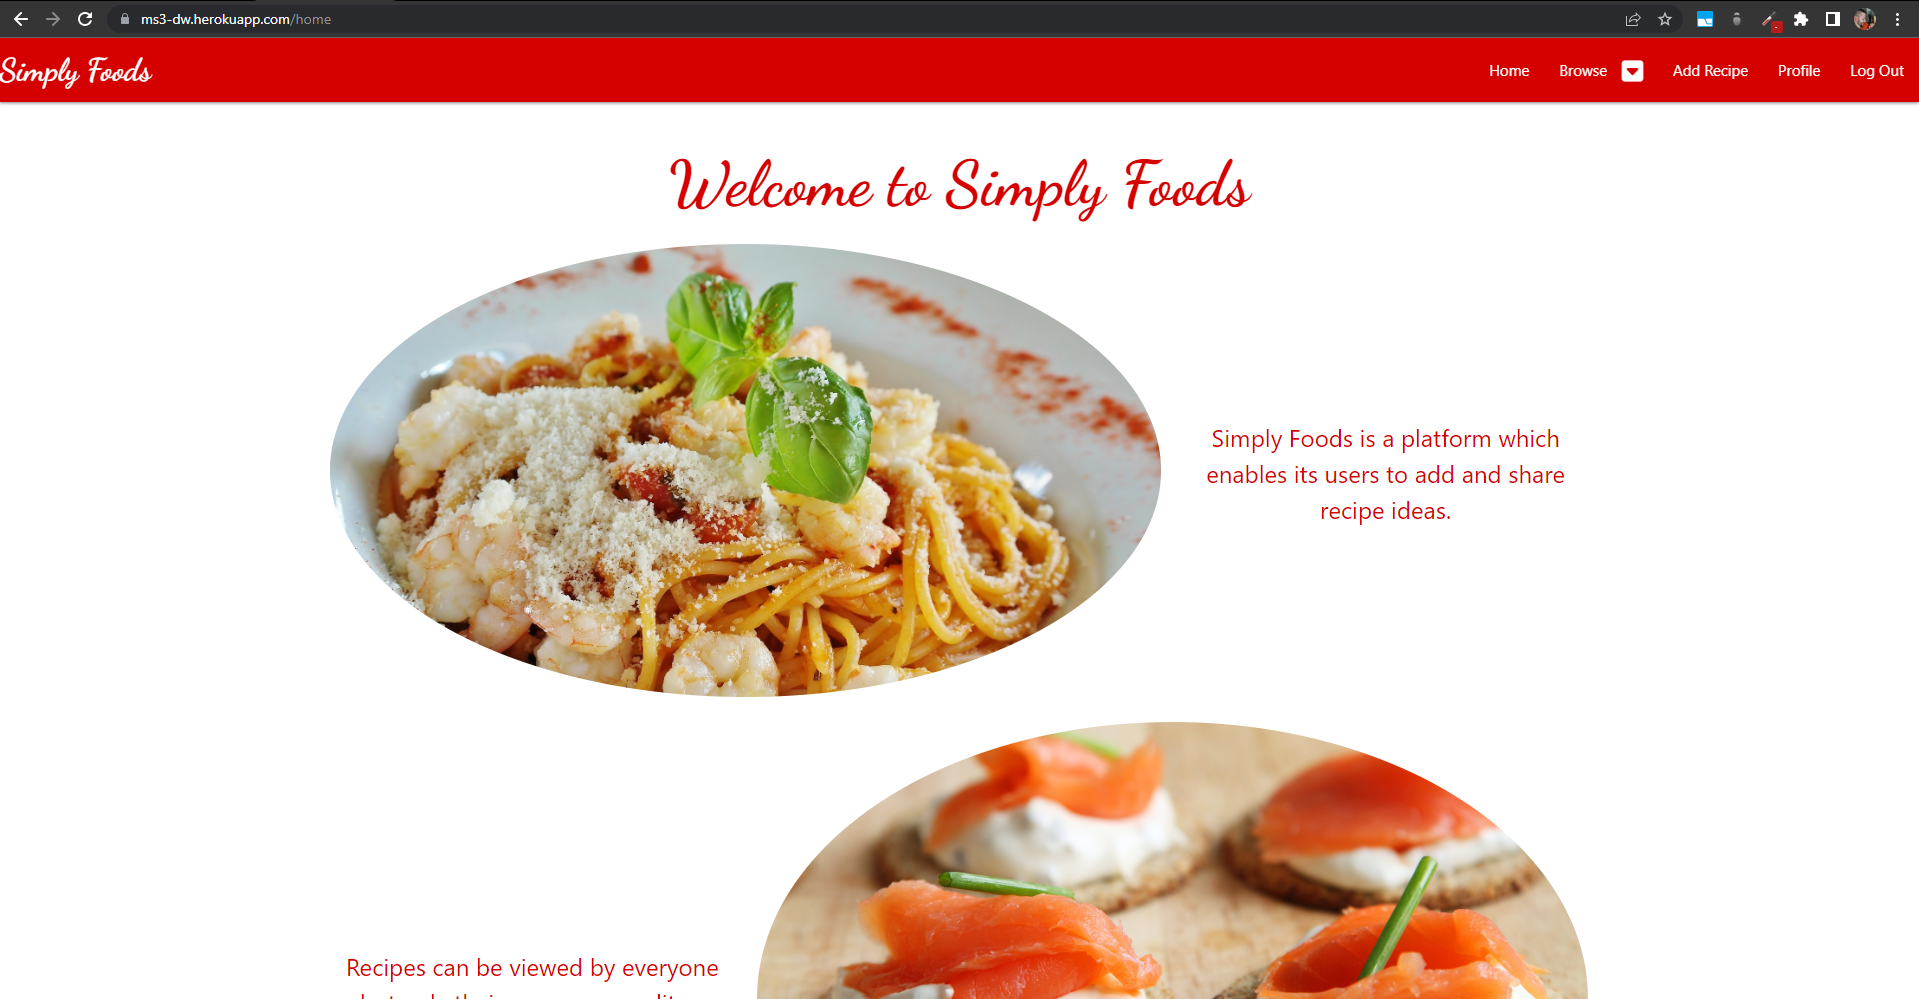 ms3-dw.herokuapp.com/home
Simply Foods
Home Browse Add Recipe Profile Log Out
Welcome to Simply Foods
Simply Foods is a platform which
enables its users to add and share
recipe ideas.
Recipes can be viewed by everyone